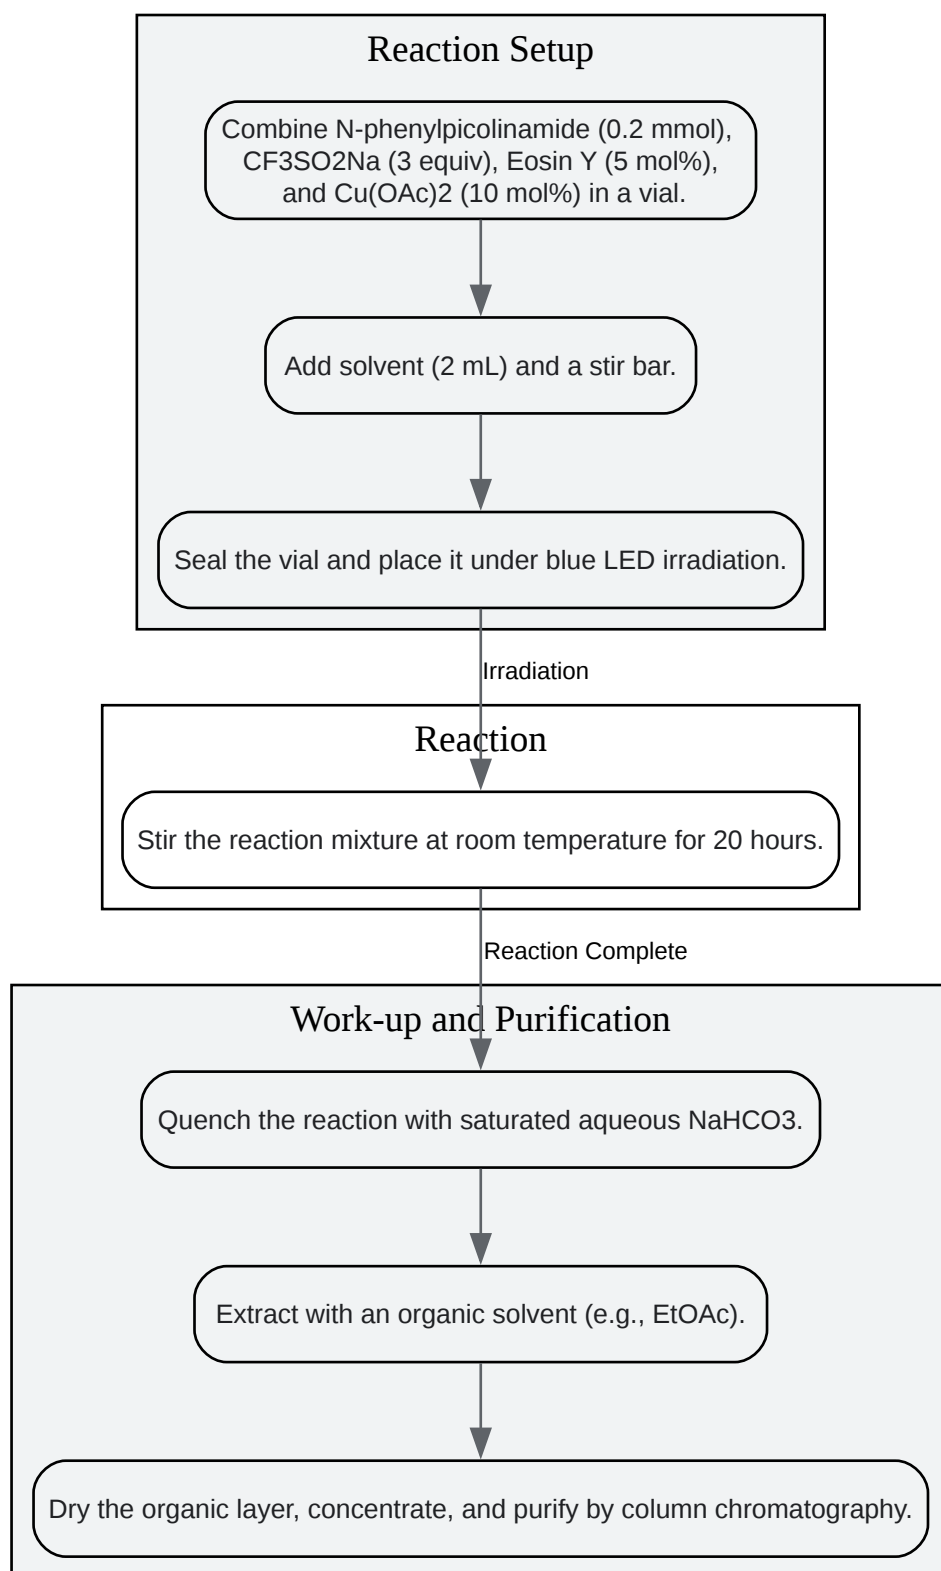 Reaction Setup
Combine N-phenylpicolinamide (0.2 mmol),
CF3SO2Na (3 equiv), Eosin Y (5 mol%),
and Cu(OAc)2 (10 mol%) in a vial.
Add solvent (2 mL) and a stir bar.
Seal the vial and place it under blue LED irradiation.
Irradiation
Reaction
Stir the reaction mixture at room temperature for 20 hours.
Reaction Complete
Work-up and Purification
Quench the reaction with saturated aqueous NaHCO3.
Extract with an organic solvent (e.g., EtOAc).
Dry the organic layer, concentrate, and purify by column chromatography.